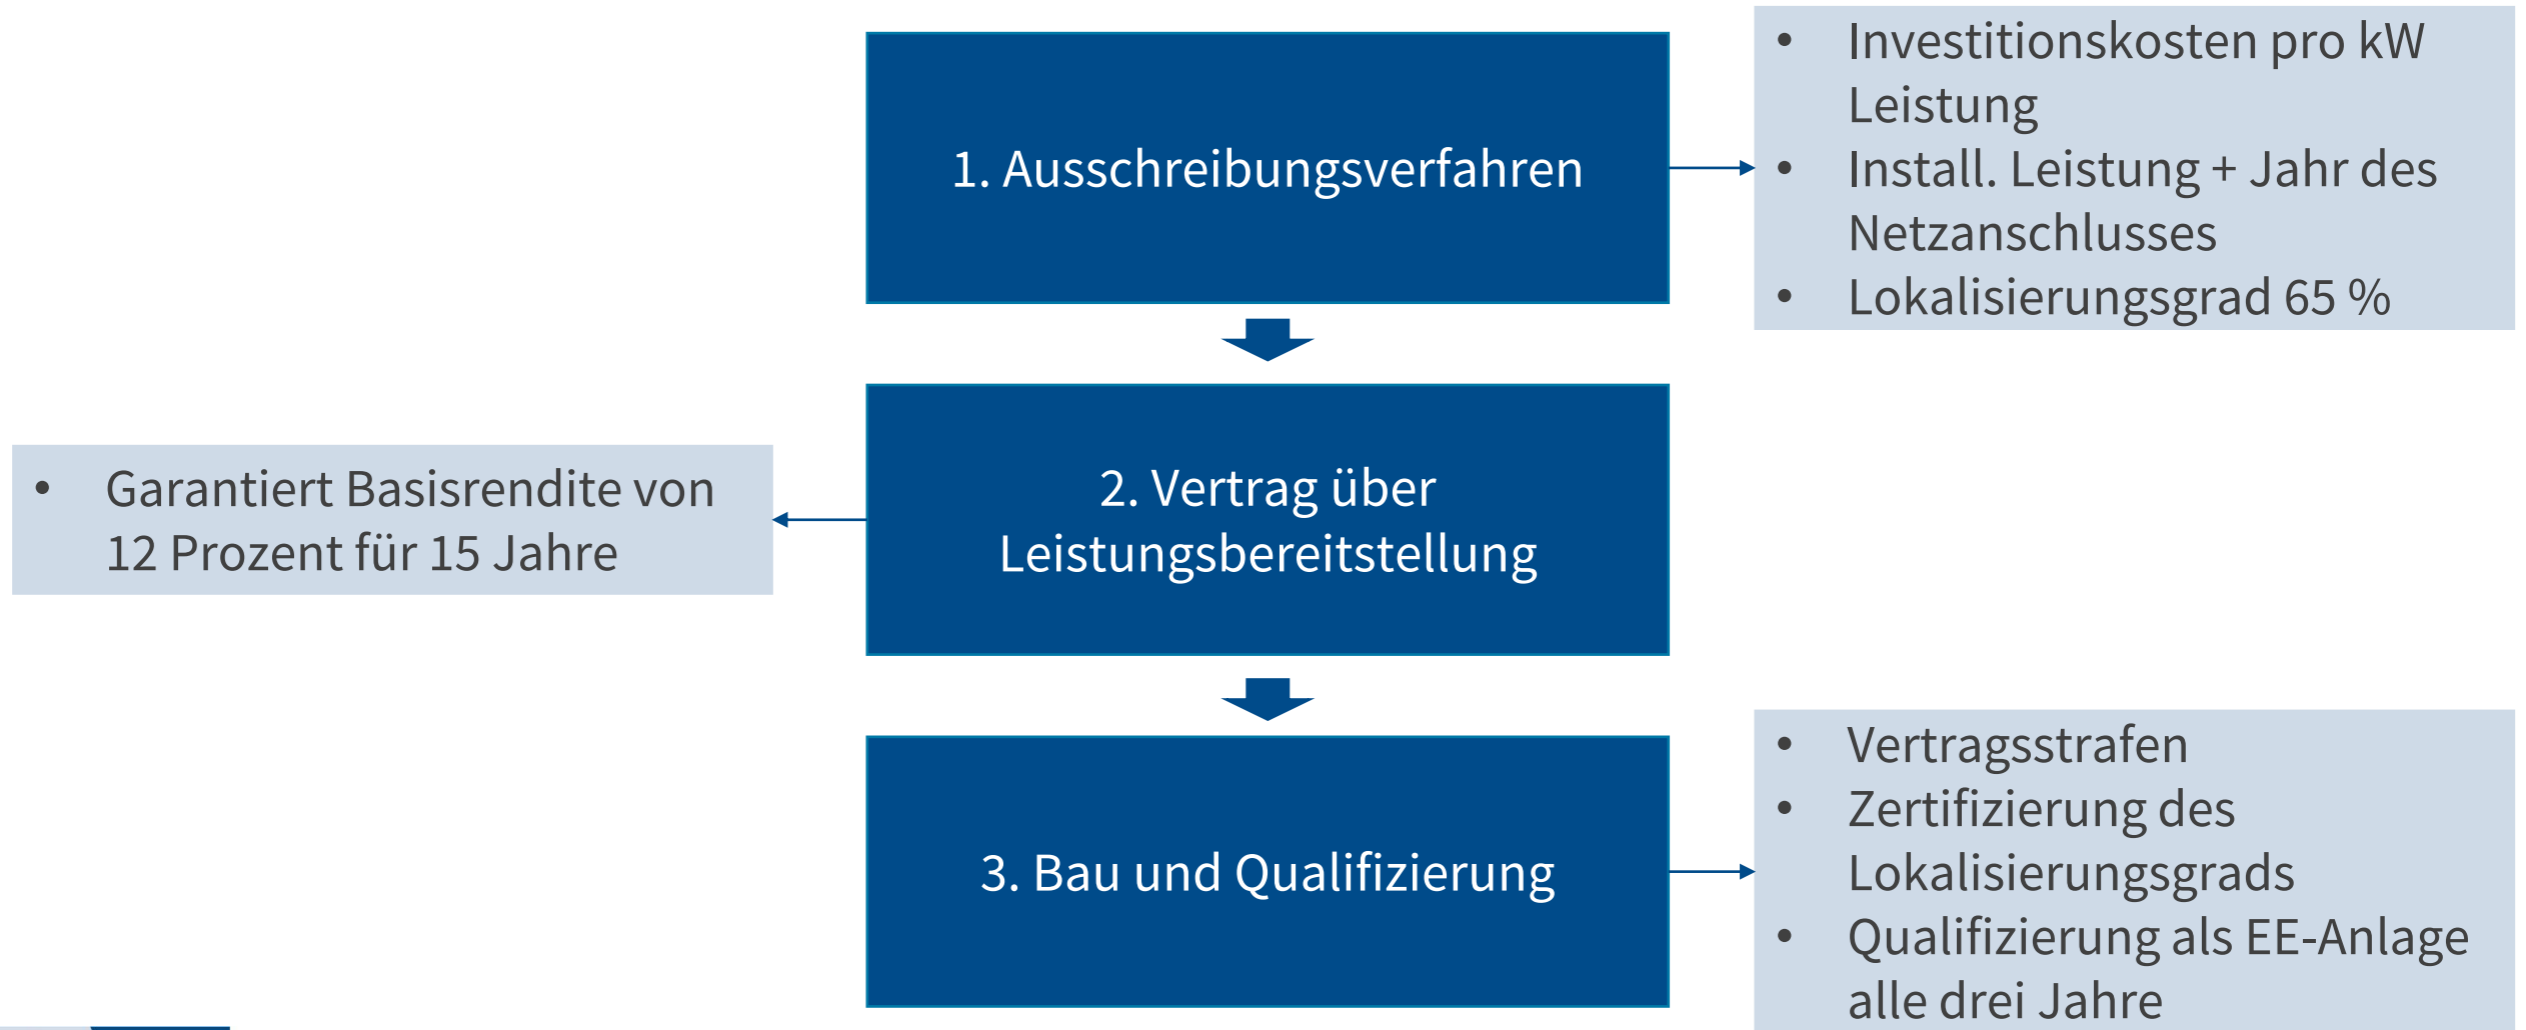 1. Ausschreibungsverfahren
• Investitionskosten pro kW
Leistung
• Install. Leistung + Jahr des
Netzanschlusses
• Lokalisierungsgrad 65 %
2. Vertrag über
Leistungsbereitstellung
• Garantiert Basisrendite von
12 Prozent für 15 Jahre
3. Bau und Qualifizierung
• Vertragsstrafen
• Zertifizierung des
Lokalisierungsgrads
• Qualifizierung als EE-Anlage
alle drei Jahre